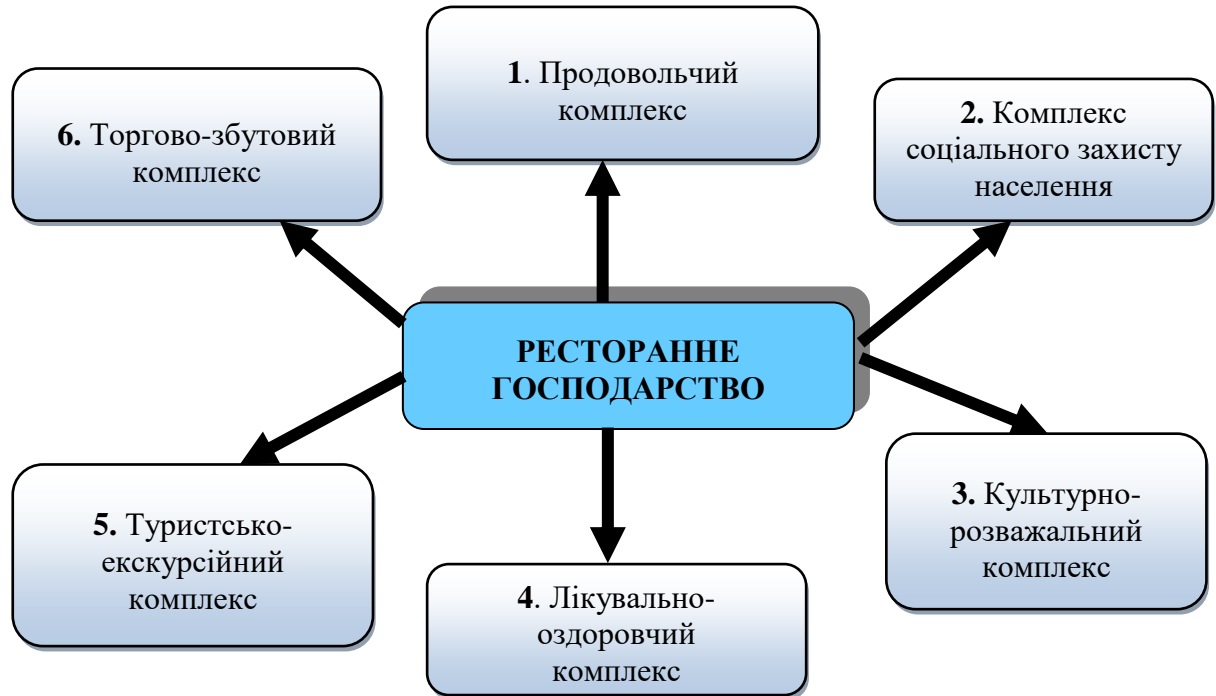 1. Продовольчий
комплекс
2. Комплекс
соціального захисту
населення
3. Культурно-
розважальний
комплекс
4. Лікувально-
оздоровчий
комплекс
5. Туристсько-
екскурсійний
комплекс
6. Торгово-збутовий
комплекс
РЕСТОРАННЕ
ГОСПОДАРСТВО